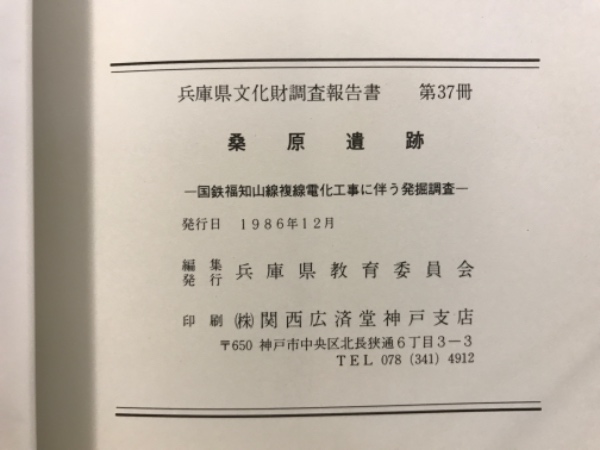 兵庫県文化財調査報告書　第37冊
桑原遺跡
―国鉄福知山線複線電化工事に伴う発掘調査―
発行日　1986年12月
編集
発行　兵庫県教育委員会
印刷　㈱関西広済堂神戸支店
〒650 神戸市中央区北長狭通6丁目3－3
TEL 078 (341) 4912